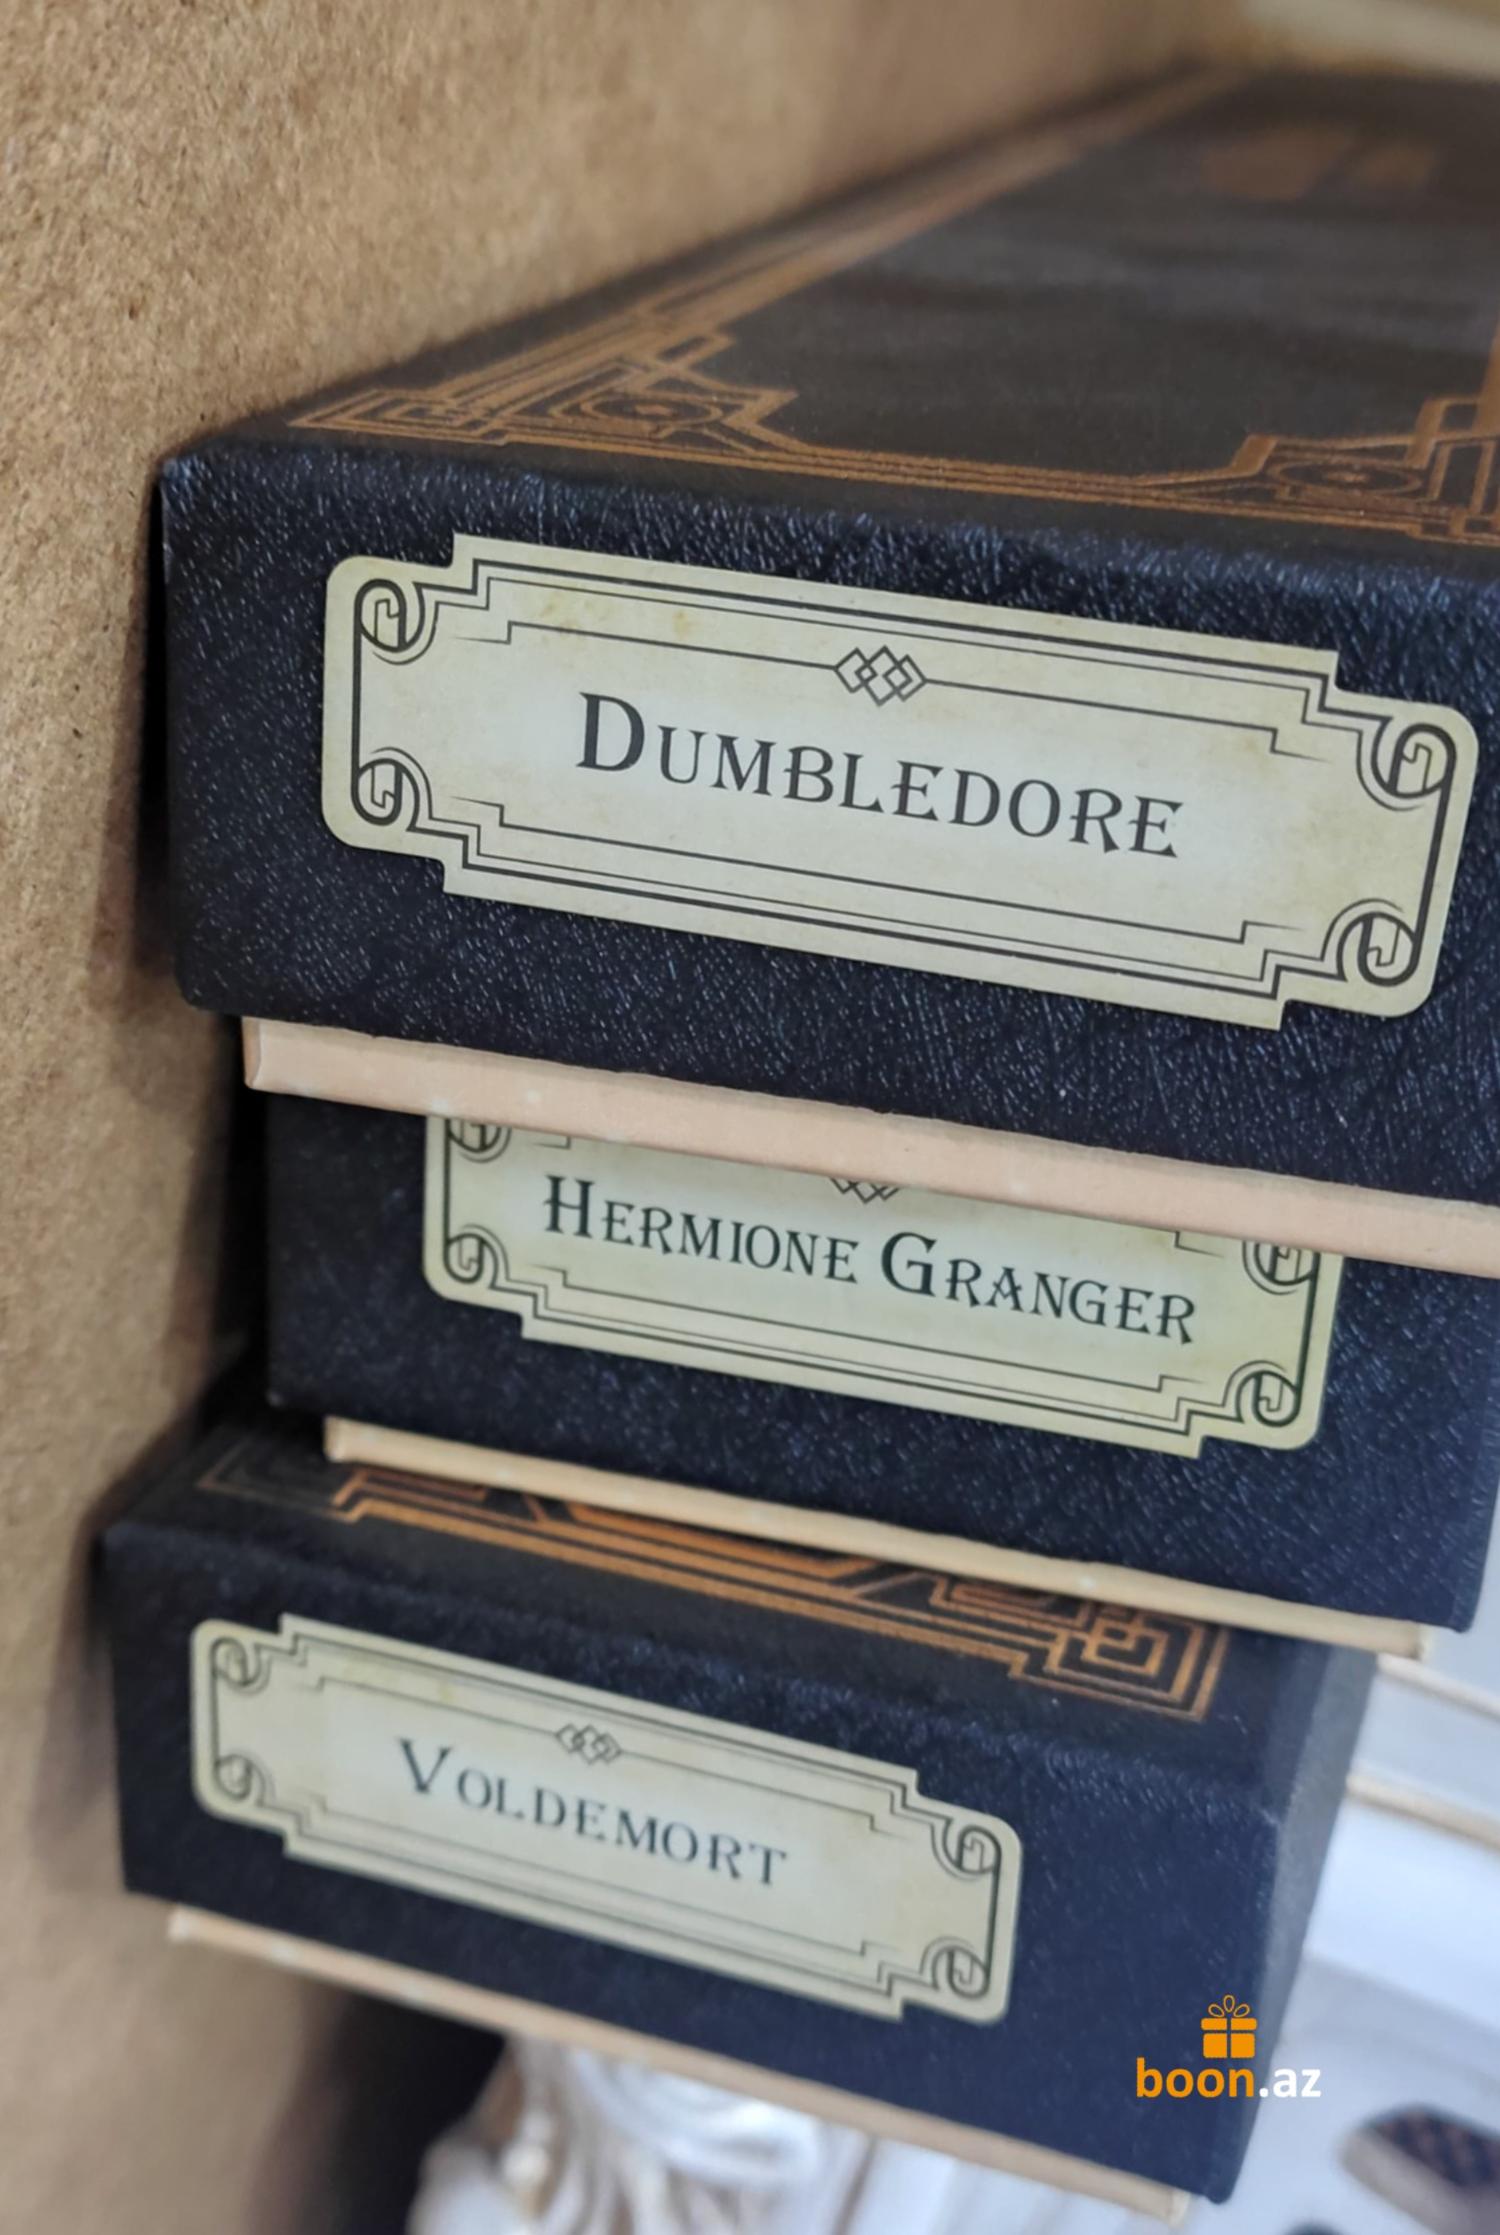 DUMBLEDORE
HERMIONE GRANGER
VOLDEMORT
boon.az